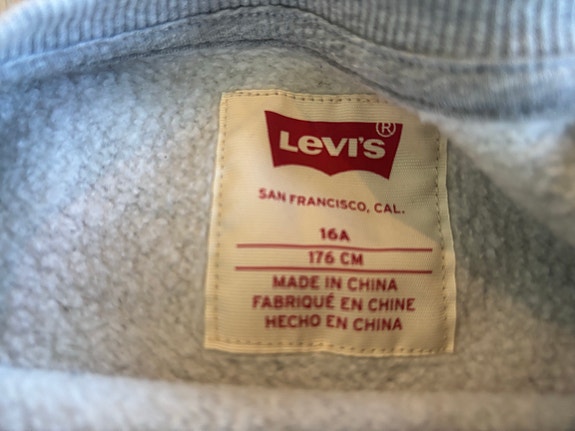 Levi's®
SAN FRANCISCO, CAL.
16A
176 CM
MADE IN CHINA
FABRIQUÉ EN CHINE
HECHO EN CHINA